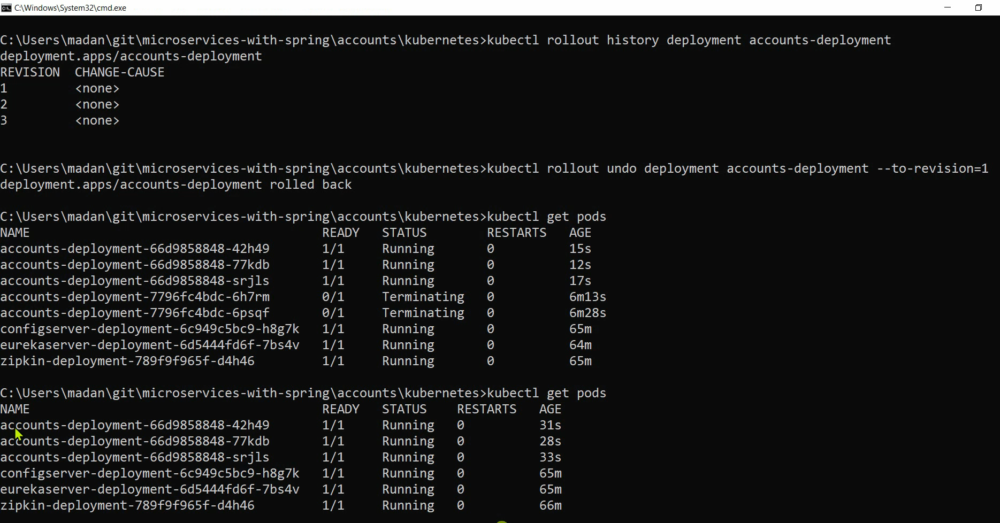 C:\Windows\System32\cmd.exe
C:\Users\madan\git\microservices-with-spring\accounts\kubernetes>kubectl rollout history deployment accounts-deployment
deployment.apps/accounts-deployment
REVISION  CHANGE-CAUSE
1         <none>
2         <none>
3         <none>
C:\Users\madan\git\microservices-with-spring\accounts\kubernetes>kubectl rollout undo deployment accounts-deployment --to-revision=1
deployment.apps/accounts-deployment rolled back
C:\Users\madan\git\microservices-with-spring\accounts\kubernetes>kubectl get pods
NAME                                       READY   STATUS        RESTARTS   AGE
accounts-deployment-66d9858848-42h49       1/1     Running       0          15s
accounts-deployment-66d9858848-77kdb       1/1     Running       0          12s
accounts-deployment-66d9858848-srjls       1/1     Running       0          17s
accounts-deployment-7796fc4bdc-6h7rm       0/1     Terminating   0          6m13s
accounts-deployment-7796fc4bdc-6psqf       0/1     Terminating   0          6m28s
configserver-deployment-6c949c5bc9-h8g7k   1/1     Running       0          65m
eurekaserver-deployment-6d5444fd6f-7bs4v   1/1     Running       0          64m
zipkin-deployment-789f9f965f-d4h46         1/1     Running       0          65m
C:\Users\madan\git\microservices-with-spring\accounts\kubernetes>kubectl get pods
NAME                                       READY   STATUS    RESTARTS   AGE
accounts-deployment-66d9858848-42h49       1/1     Running   0          31s
accounts-deployment-66d9858848-77kdb       1/1     Running   0          28s
accounts-deployment-66d9858848-srjls       1/1     Running   0          33s
configserver-deployment-6c949c5bc9-h8g7k   1/1     Running   0          65m
eurekaserver-deployment-6d5444fd6f-7bs4v   1/1     Running   0          65m
zipkin-deployment-789f9f965f-d4h46         1/1     Running   0          66m